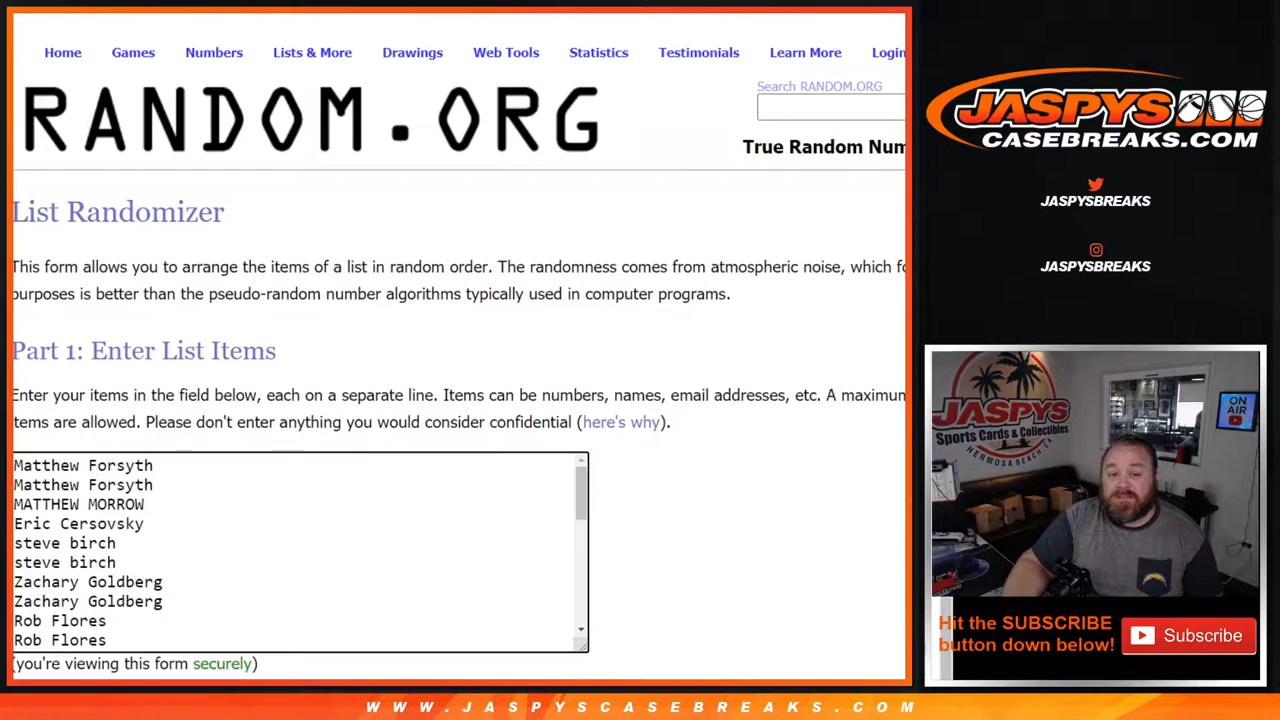 Home Games Numbers Lists & More Drawings Web Tools Statistics Testimonials Learn More Login
RANDOM.ORG
Search RANDOM.ORG
True Random Num
List Randomizer
This form allows you to arrange the items of a list in random order. The randomness comes from atmospheric noise, which fo
purposes is better than the pseudo-random number algorithms typically used in computer programs.
Part 1: Enter List Items
Enter your items in the field below, each on a separate line. Items can be numbers, names, email addresses, etc. A maximum
items are allowed. Please don't enter anything you would consider confidential (here's why).
Matthew Forsyth
Matthew Forsyth
MATTHEW MORROW
Eric Cersovsky
steve birch
steve birch
Zachary Goldberg
Zachary Goldberg
Rob Flores
Rob Flores
(you're viewing this form securely)
JASPYS
CASEBREAKS.COM
JASPYSBREAKS
JASPYSBREAKS
JASPYS
Sports Cards & Collectibles
HERMOSA BEACH, CA
ON
AIR
Hit the SUBSCRIBE
button down below!
Subscribe
WWW.JASPYSCASEBREAKS.COM